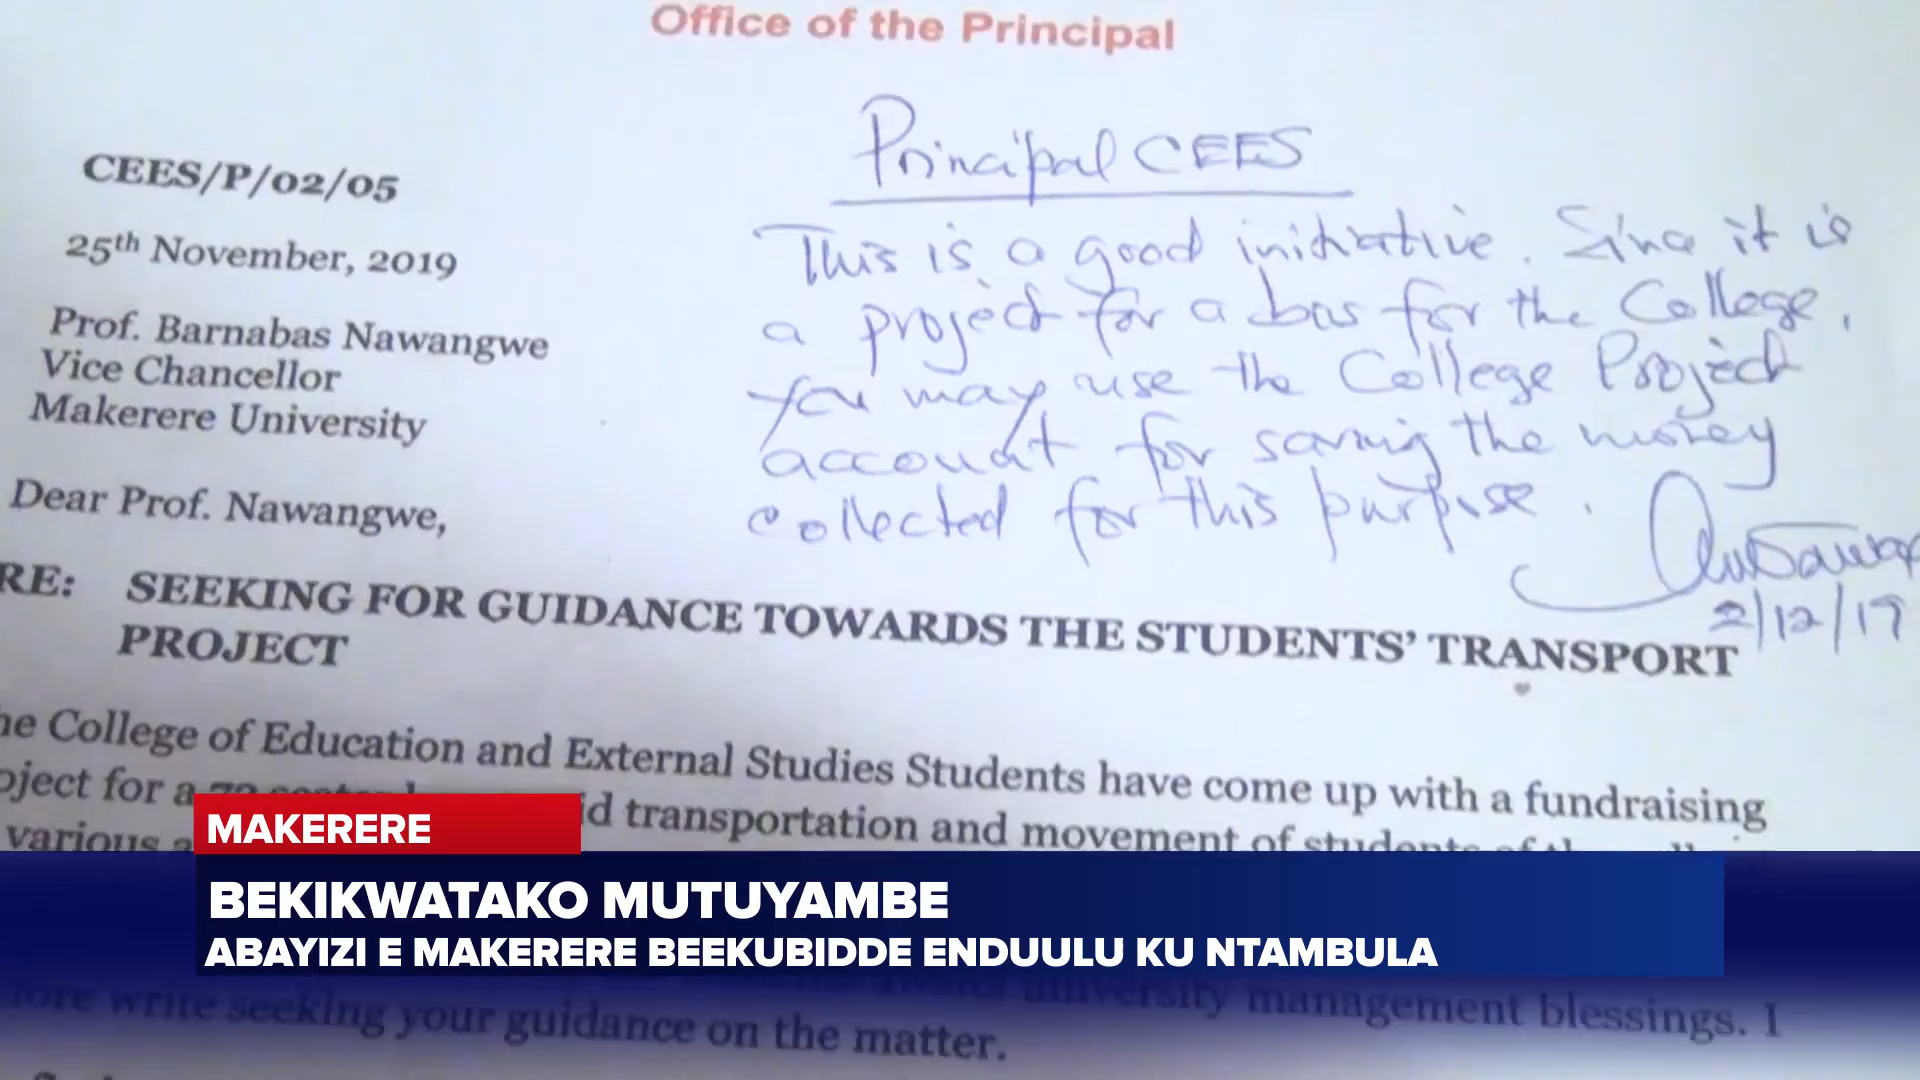 Office of the Principal
Principal CEES
CEES/P/02/05
25th November, 2019
Prof. Barnabas Nawangwe
Vice Chancellor
Makerere University
Dear Prof. Nawangwe,
This is a good initiative. Since it is
a project for a bus for the College,
you may use the College Project
account for saving the money
collected for this purpose.
2/12/19
RE: SEEKING FOR GUIDANCE TOWARDS THE STUDENTS' TRANSPORT
PROJECT
he College of Education and External Studies Students have come up with a fundraising
oject for a id transportation and movement of students
various
MAKERERE
BEKIKWATAKO MUTUYAMBE
ABAYIZI E MAKERERE BEEKUBIDDE ENDUULU KU NTAMBULA
university management blessings. I
fore write seeking your guidance on the matter.